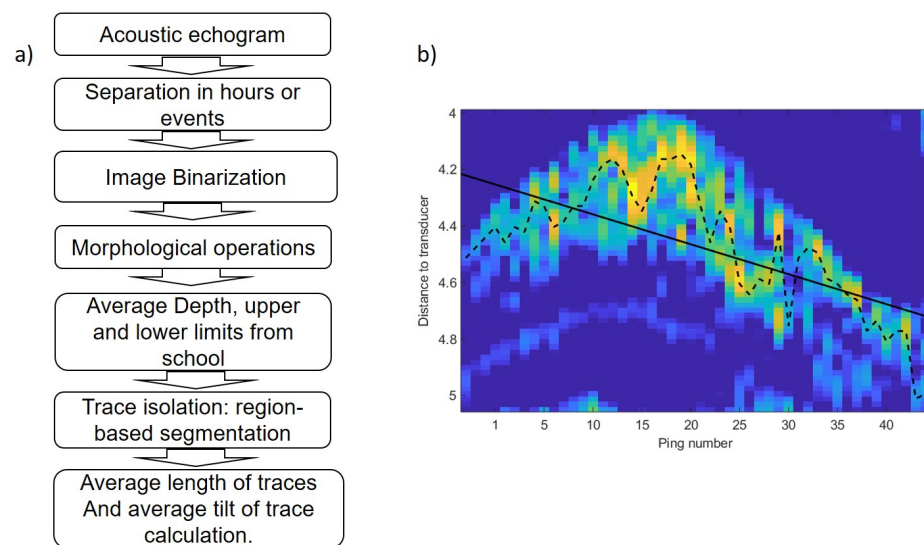 a)
Acoustic echogram
Separation in hours or
events
Image Binarization
Morphological operations
Average Depth, upper
and lower limits from
school
Trace isolation: region-
based segmentation
Average length of traces
And average tilt of trace
calculation.
b)
Distance to transducer
4
4.2
4.4
4.6
4.8
5
1 5 10 15 20 25 30 35 40
Ping number